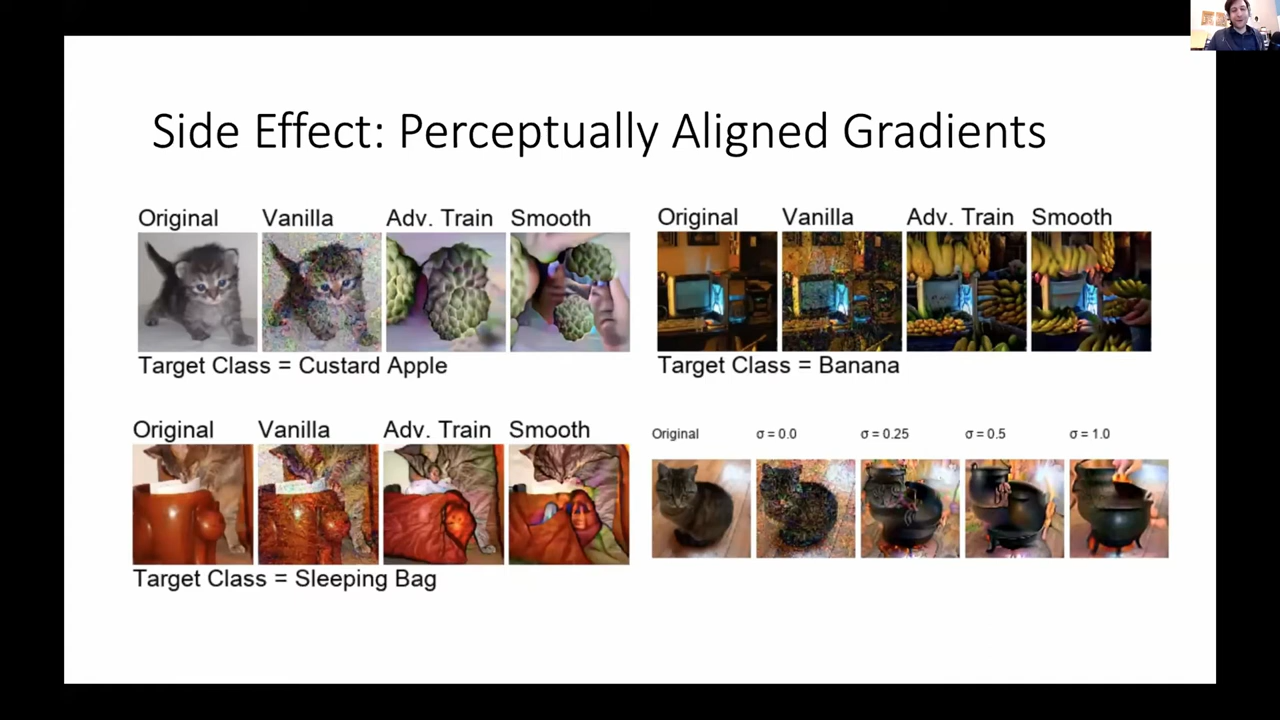 Side Effect: Perceptually Aligned Gradients
Original Vanilla Adv. Train Smooth
Target Class = Custard Apple
Original Vanilla Adv. Train Smooth
Target Class = Banana
Original Vanilla Adv. Train Smooth
Target Class = Sleeping Bag
Original σ = 0.0 σ = 0.25 σ = 0.5 σ = 1.0